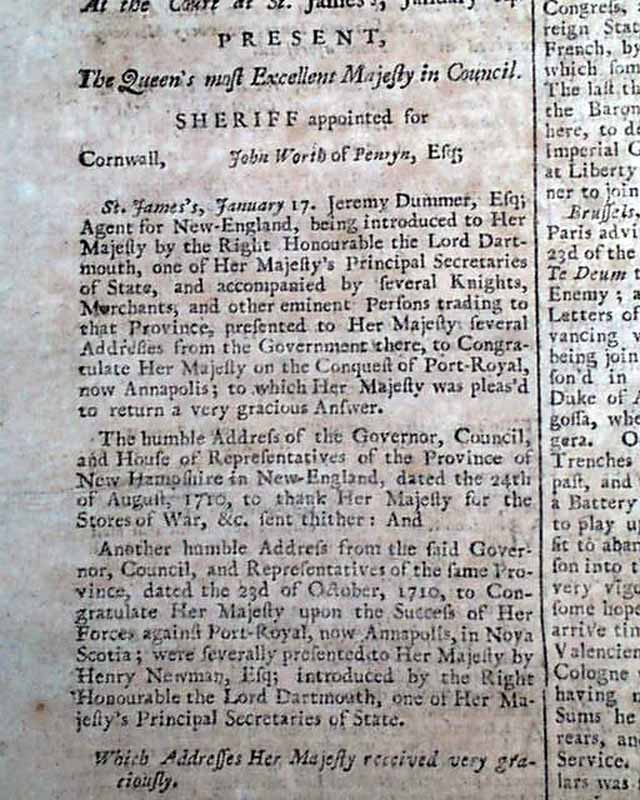 At the Court at St. James's, January
PRESENT,
The Queen's moſt Excellent Majeſty in Council.
SHERIFF appointed for
Cornwall, John Worth of Penryn, Eſq;
St. James's, January 17. Jeremy Dummer, Eſq;
Agent for New-England, being introduced to Her
Majeſty by the Right Honourable the Lord Dart-
mouth, one of Her Majeſty's Principal Secretaries
of State, and accompanied by ſeveral Knights,
Merchants, and other eminent Perſons trading to
that Province, preſented to Her Majeſty ſeveral
Addreſſes from the Government there, to Congra-
tulate Her Majeſty on the Conqueſt of Port-Royal,
now Annapolis; to which Her Majeſty was pleas'd
to return a very gracious Anſwer.
The humble Addreſs of the Governor, Council,
and Houſe of Repreſentatives of the Province of
New Hampſhire in New-England, dated the 24th
of Auguſt, 1710, to thank Her Majeſty for the
Stores of War, &c. ſent thither: And
Another humble Addreſs from the ſaid Gover-
nor, Council, and Repreſentatives of the ſame Pro-
vince, dated the 23d of October, 1710, to Con-
gratulate Her Majeſty upon the Succeſs of Her
Forces againſt Port-Royal, now Annapolis, in Nova
Scotia; were ſeverally preſented to Her Majeſty by
Henry Newman, Eſq; introduced by the Right
Honourable the Lord Dartmouth, one of Her Ma-
jeſty's Principal Secretaries of State.
Which Addreſſes Her Majeſty received very gra-
ciouſly.
Congreſs,
reign Stat
French, by
which ſom
The laſt th
the Baron
here, to de
Imperial G
at Liberty
ner to join
Bruſſels
Paris advi
23d of the
Te Deum t
Enemy; a
Letters of
vancing v
being join
ſon'd in
Duke of A
goſſa, whe
gera. O
Trenches
paſt, and
a Battery
to play u
fit to aban
ſon into t
very vigo
ſome hope
arrive tim
Valencien
Cologne
having r
Sums he
rears, an
Service.
lars was